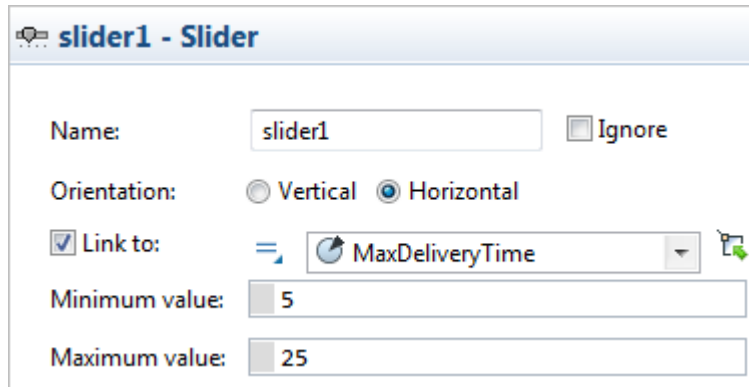 slider1 - Slider
Name: slider1 Ignore
Orientation: Vertical Horizontal
Link to: MaxDeliveryTime
Minimum value: 5
Maximum value: 25